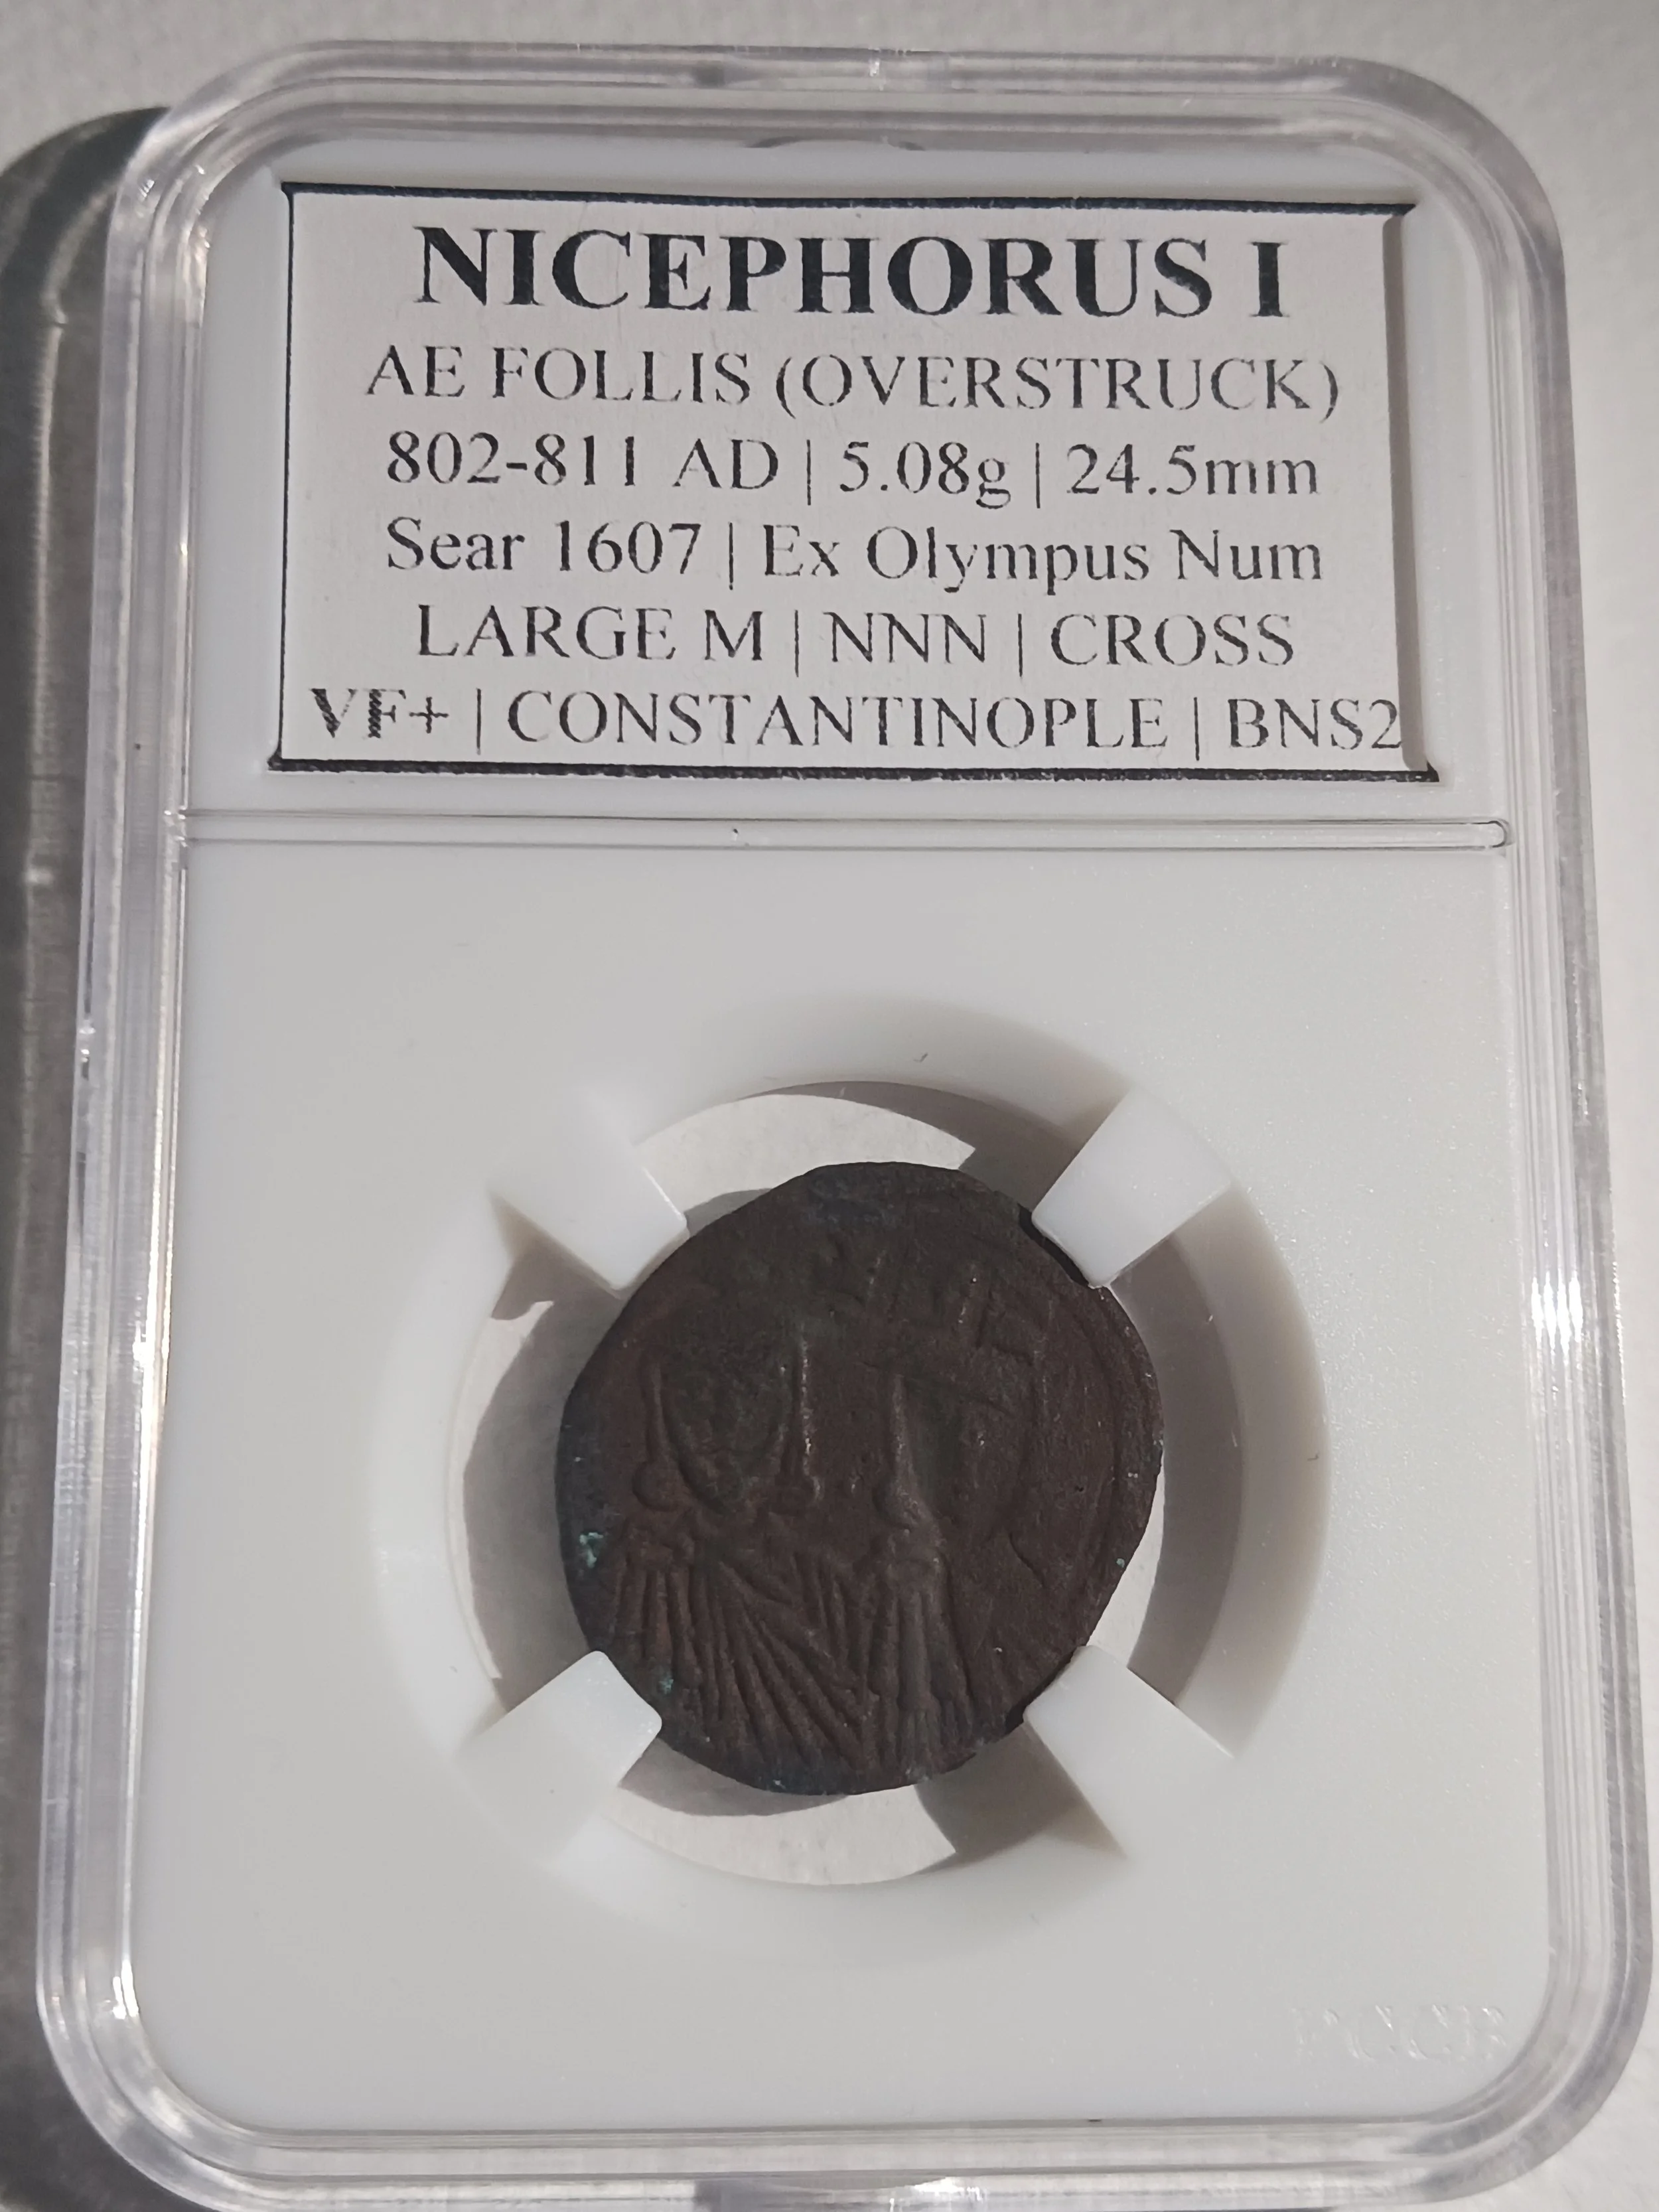 NICEPHORUS I
AE FOLLIS (OVERSTRUCK)
802-811 AD | 5.08g | 24.5mm
Sear 1607 | Ex Olympus Num
LARGE M | NNN | CROSS
VF+ | CONSTANTINOPLE | BNS2